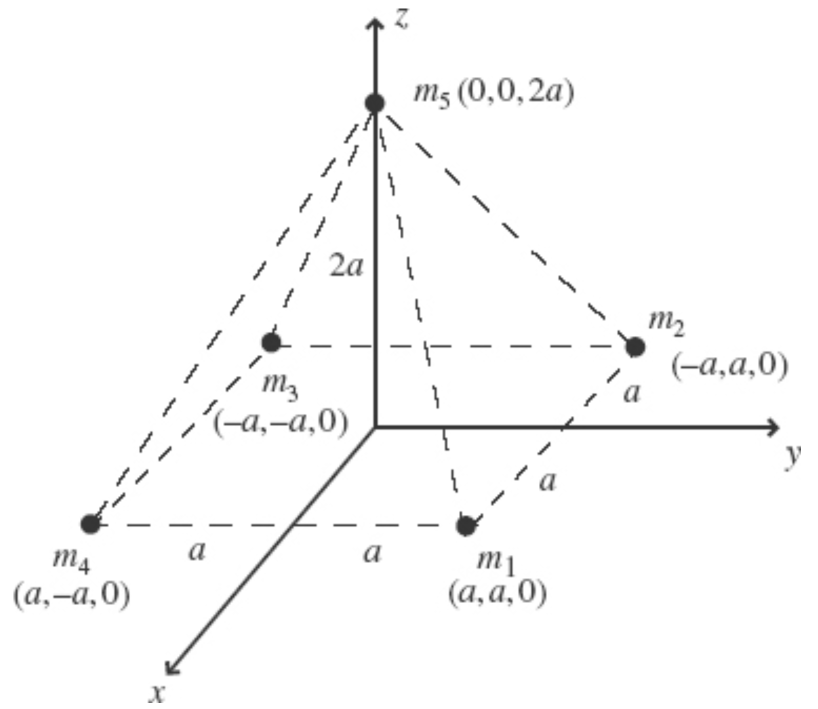 z
m₅ (0,0,2a)
2a
m₂
(–a,a,0)
m₃
(–a,–a,0)
a
y
a
a
a
m₄
(a,–a,0)
m₁
(a,a,0)
x